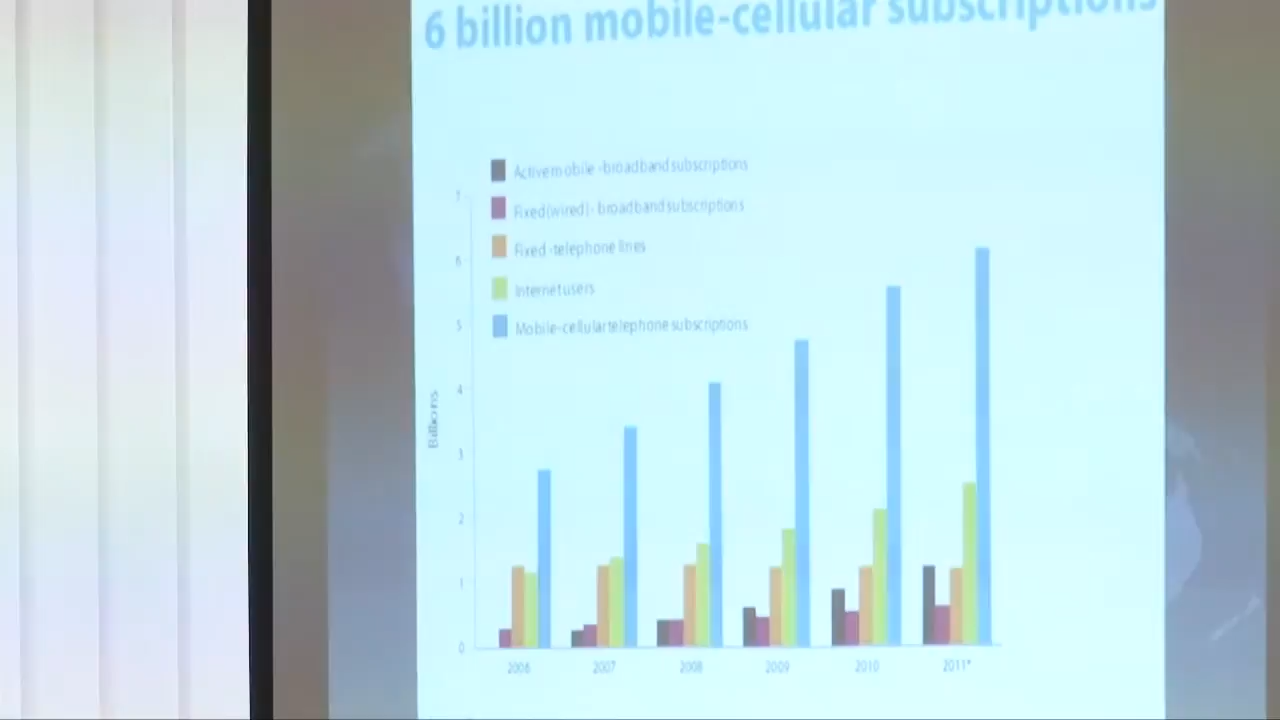 6 billion mobile-cellular subscriptions
Active mobile-broadband subscriptions
Fixed (wired)- broadband subscriptions
Fixed-telephone lines
Internet users
Mobile-cellular telephone subscriptions
Billions
7
6
5
4
3
2
1
0
2006
2007
2008
2009
2010
2011*